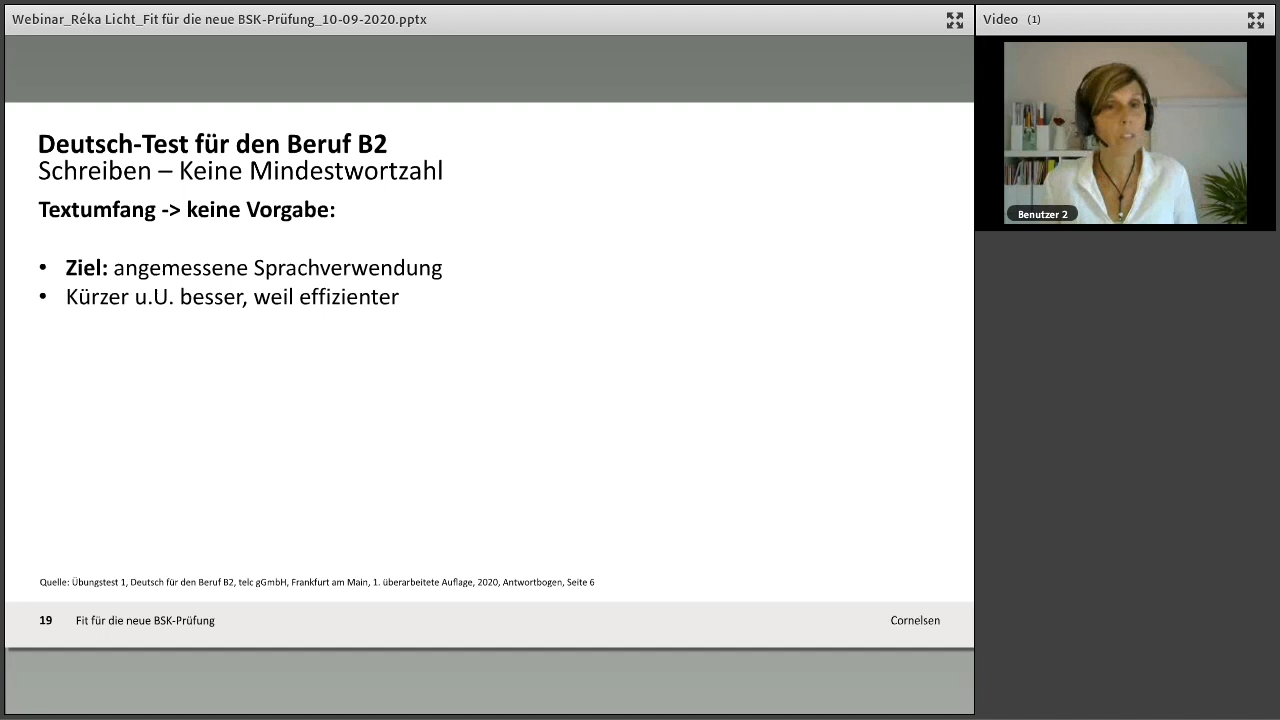 Webinar_Réka Licht_Fit für die neue BSK-Prüfung_10-09-2020.pptx
Video (1)
Deutsch-Test für den Beruf B2
Schreiben – Keine Mindestwortzahl
Textumfang -> keine Vorgabe:
• Ziel: angemessene Sprachverwendung
• Kürzer u.U. besser, weil effizienter
Benutzer 2
Quelle: Übungstest 1, Deutsch für den Beruf B2, telc gGmbH, Frankfurt am Main, 1. überarbeitete Auflage, 2020, Antwortbogen, Seite 6
19 Fit für die neue BSK-Prüfung Cornelsen